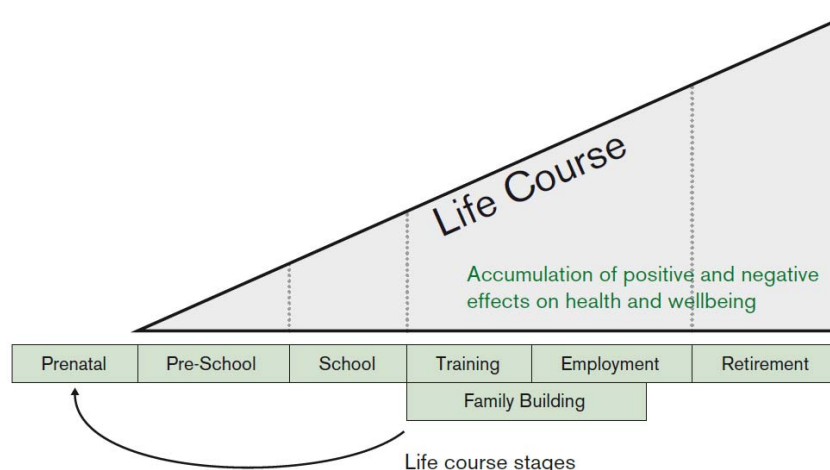 Life Course
Accumulation of positive and negative
effects on health and wellbeing
Prenatal
Pre-School
School
Training
Employment
Retirement
Family Building
Life course stages